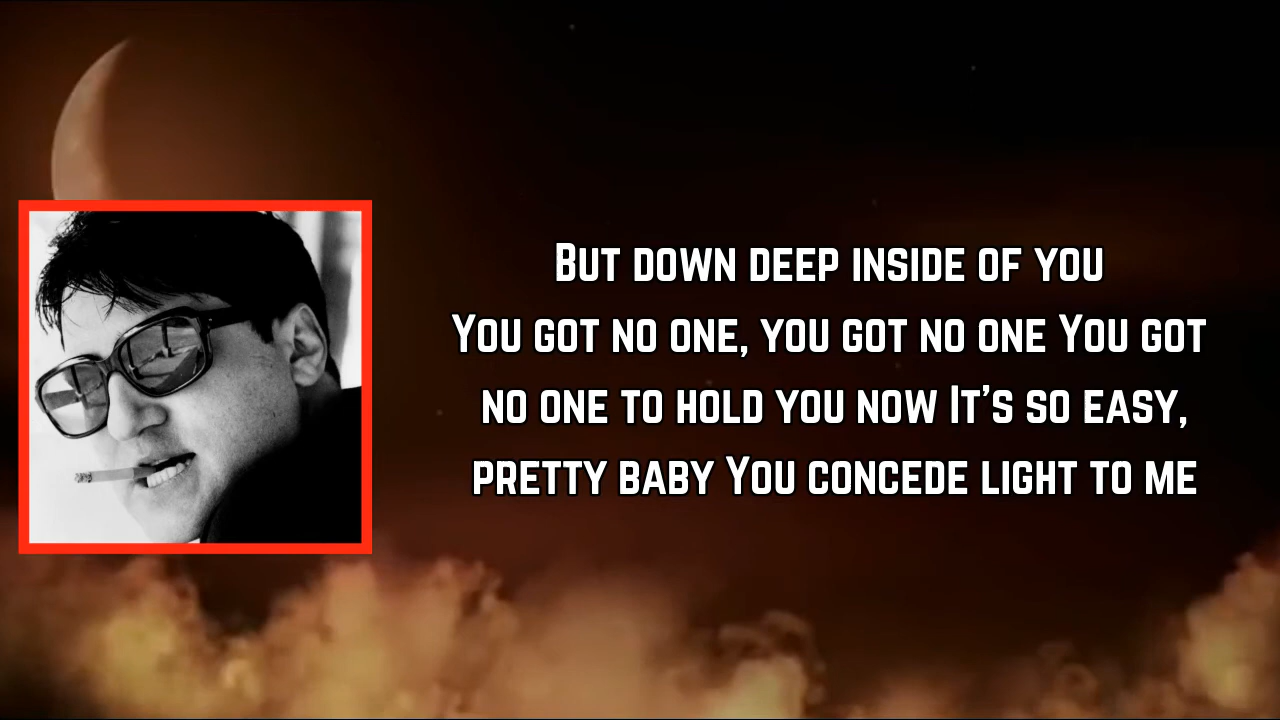 But down deep inside of you
You got no one, you got no one You got
no one to hold you now It's so easy,
pretty baby You concede light to me